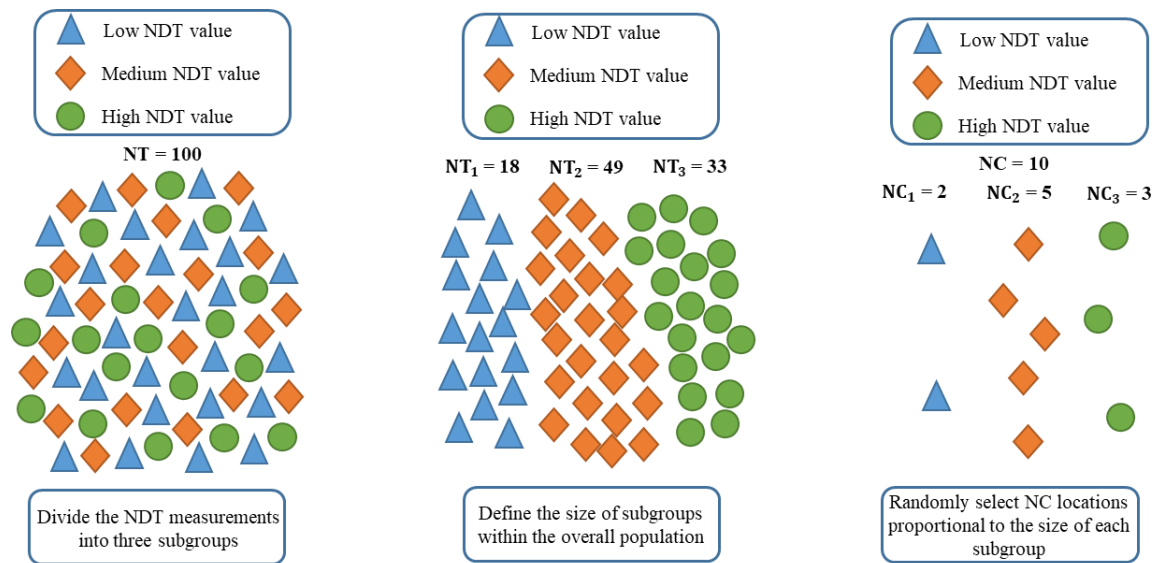 Low NDT value
Medium NDT value
High NDT value
NT = 100
Divide the NDT measurements
into three subgroups
Low NDT value
Medium NDT value
High NDT value
NT₁ = 18 NT₂ = 49 NT₃ = 33
Define the size of subgroups
within the overall population
Low NDT value
Medium NDT value
High NDT value
NC = 10
NC₁ = 2 NC₂ = 5 NC₃ = 3
Randomly select NC locations
proportional to the size of each
subgroup